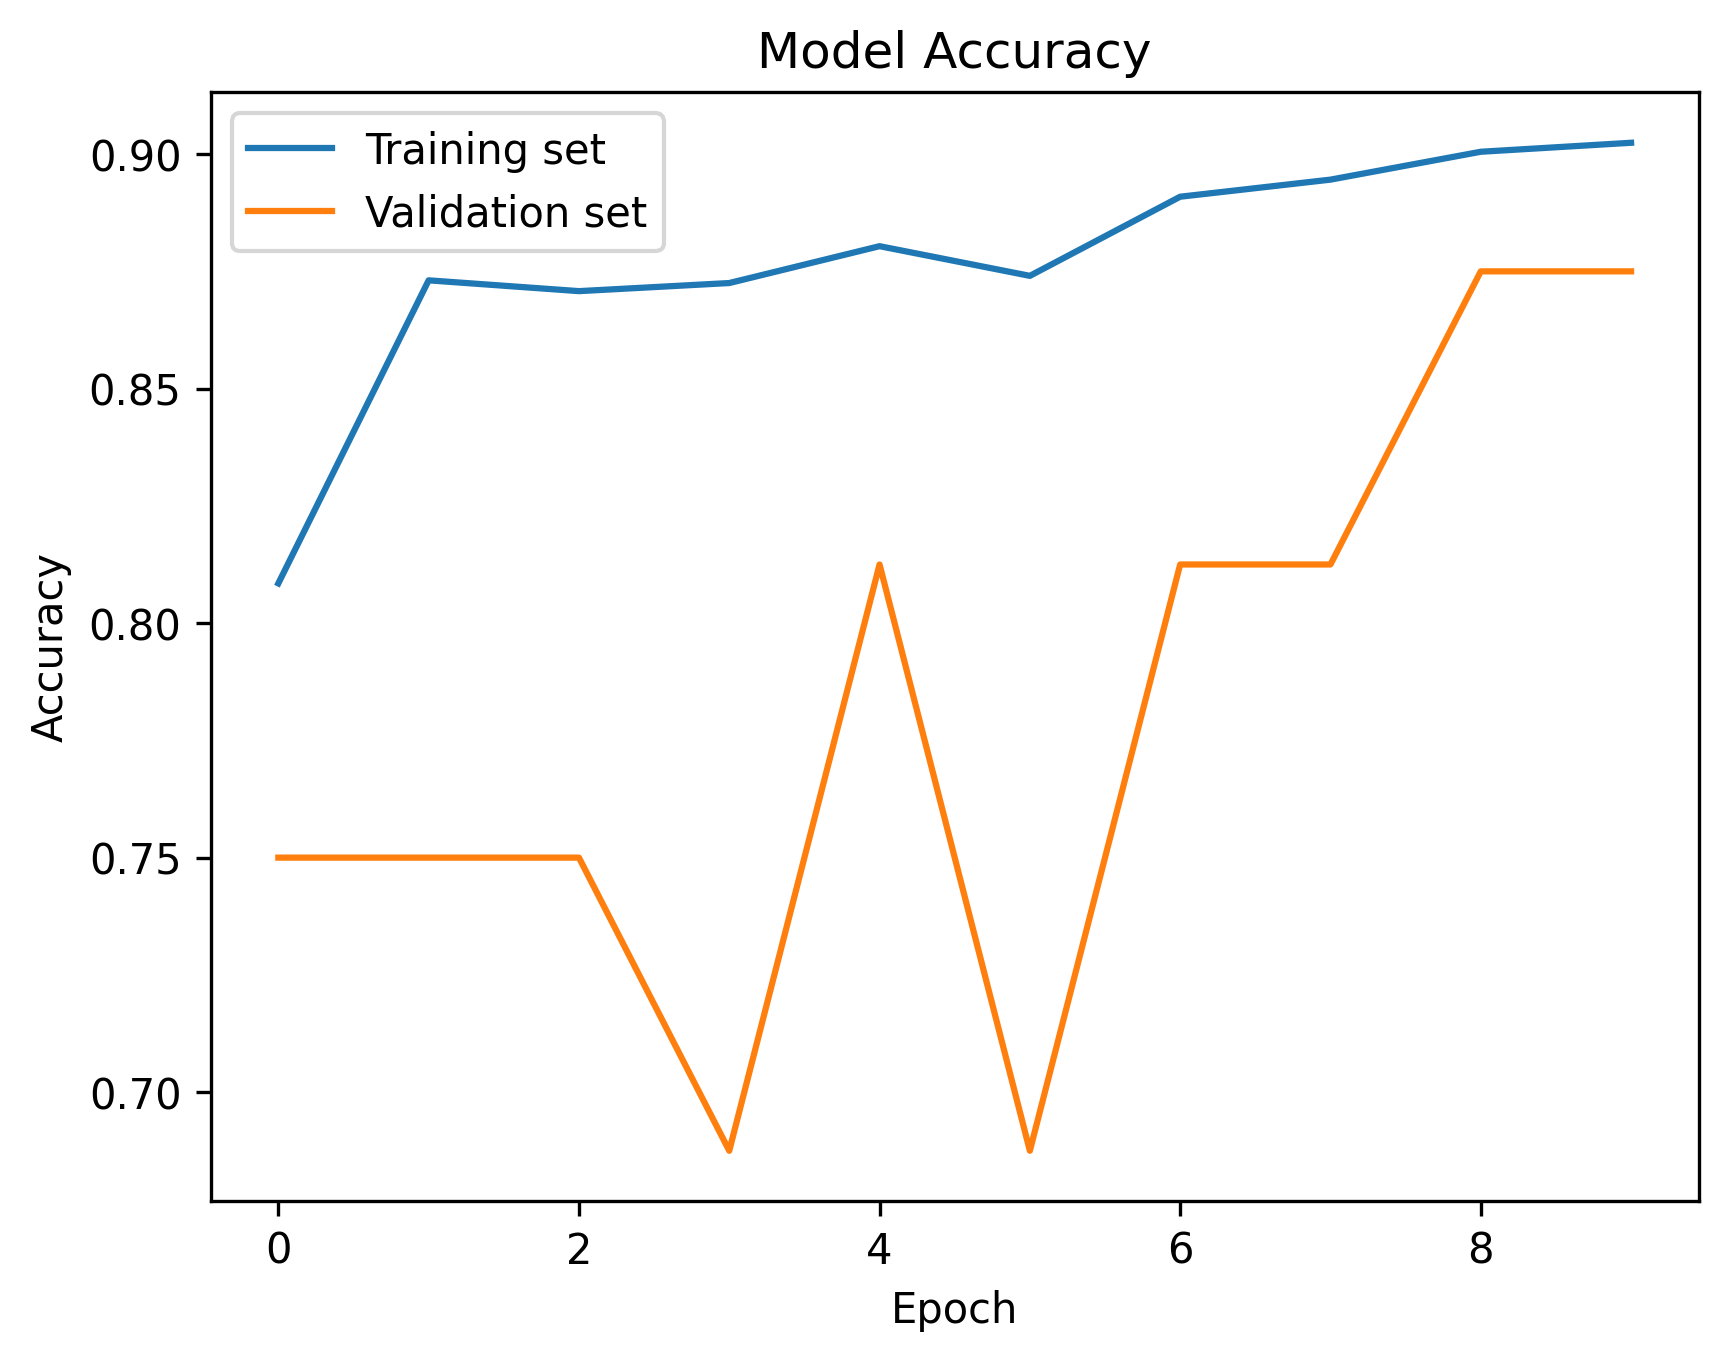 Model Accuracy
Training set
Validation set
0.90
0.85
0.80
0.75
0.70
Accuracy
0 2 4 6 8
Epoch